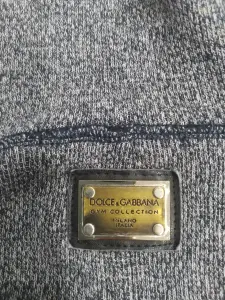 DOLCE & GABBANA
GYM COLLECTION
MILANO
ITALIA